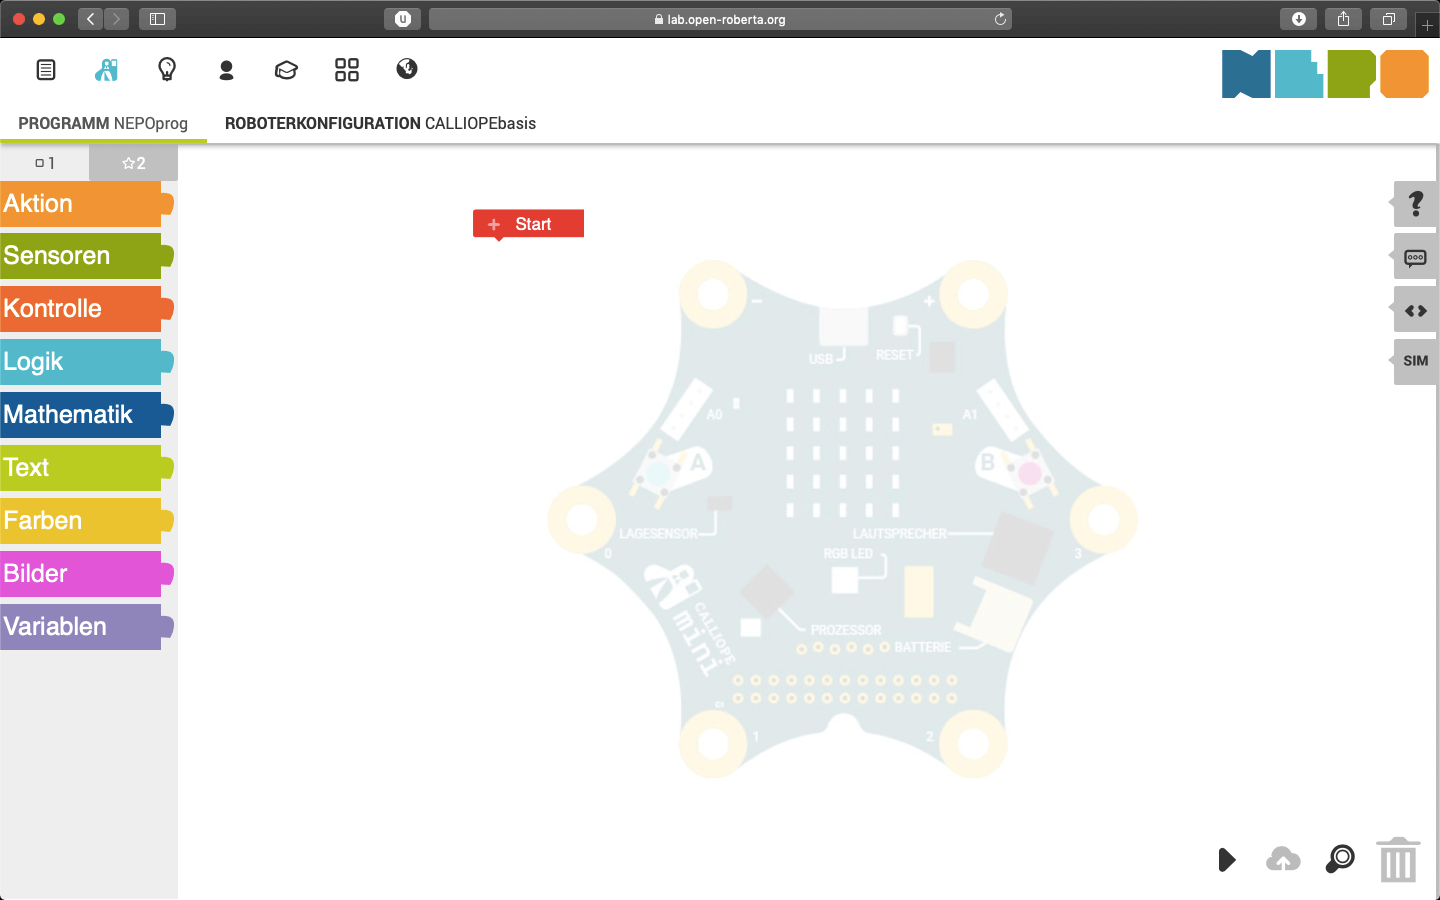 lab.open-roberta.org
PROGRAMM NEPOprog
ROBOTERKONFIGURATION CALLIOPEbasis
1
2
Aktion
Sensoren
Kontrolle
Logik
Mathematik
Text
Farben
Bilder
Variablen
+ Start
- +
USB
RESET
A0
A1
A
B
LAGESENSOR
LAUTSPRECHER
0
RGB LED
3
CALLIOPE
mini
PROZESSOR
BATTERIE
1
2
?
SIM